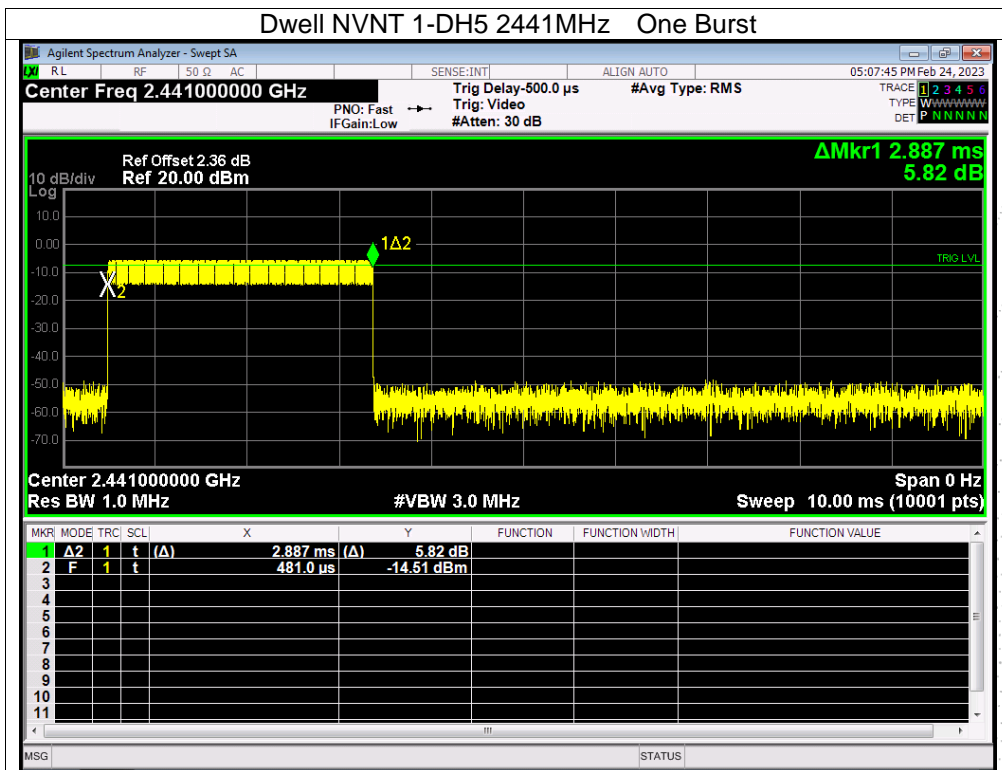 Dwell NVNT 1-DH5 2441MHz One Burst
Agilent Spectrum Analyzer - Swept SA
LXI RL RF 50 Ω AC SENSE:INT ALIGN AUTO 05:07:45 PM Feb 24, 2023
Center Freq 2.441000000 GHz Trig Delay-500.0 µs #Avg Type: RMS TRACE 1 2 3 4 5 6
PNO: Fast Trig: Video TYPE WWWWWW
IFGain:Low #Atten: 30 dB DET P N N N N N
ΔMkr1 2.887 ms
5.82 dB
Ref Offset 2.36 dB
10 dB/div Ref 20.00 dBm
Log
10.0
0.00
1Δ2
TRIG LVL
-10.0
2
-20.0
-30.0
-40.0
-50.0
-60.0
-70.0
Center 2.441000000 GHz Span 0 Hz
Res BW 1.0 MHz #VBW 3.0 MHz Sweep 10.00 ms (10001 pts)
MKR MODE TRC SCL X Y FUNCTION FUNCTION WIDTH FUNCTION VALUE
1 Δ2 1 t (Δ) 2.887 ms (Δ) 5.82 dB
2 F 1 t 481.0 µs -14.51 dBm
3
4
5
6
7
8
9
10
11
MSG STATUS